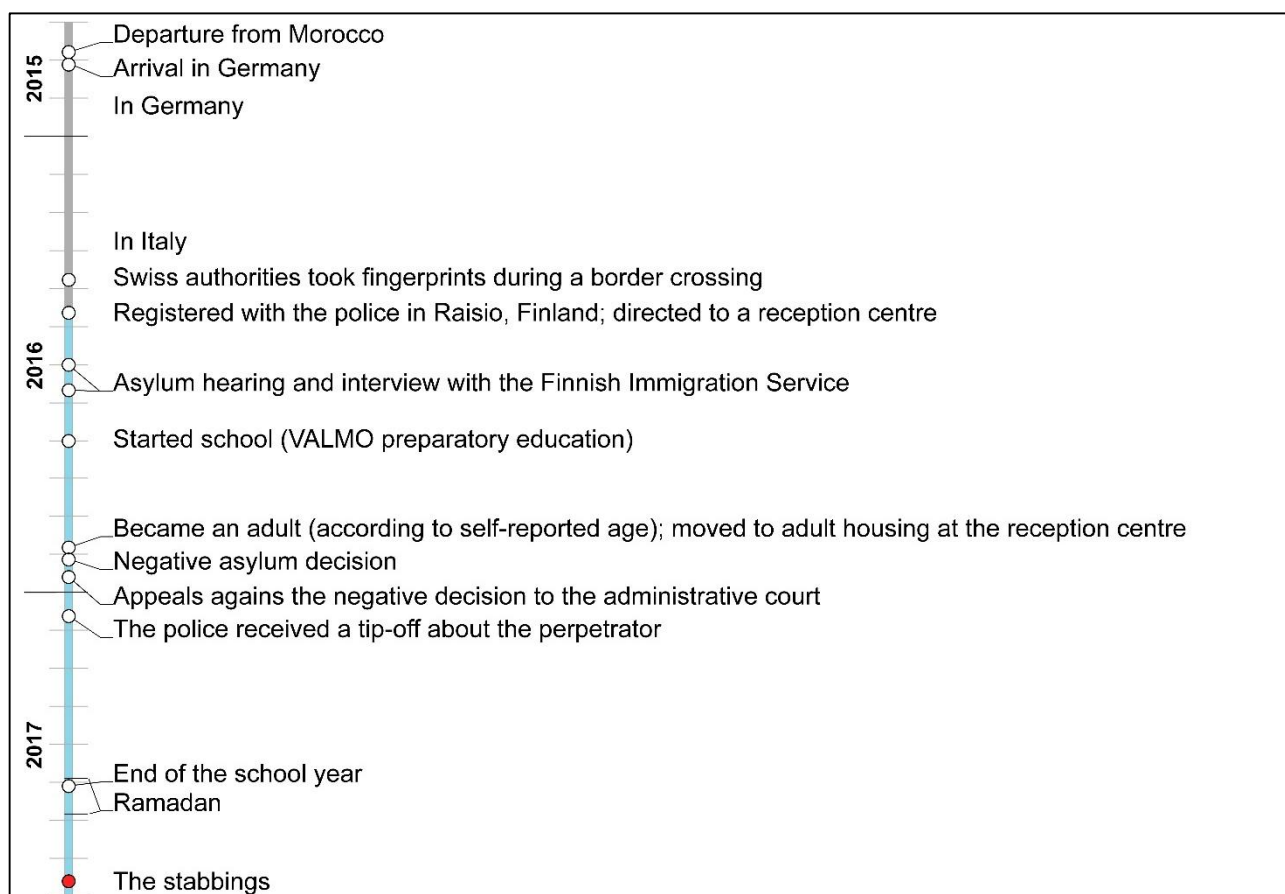 2015
Departure from Morocco
Arrival in Germany
In Germany
2016
In Italy
Swiss authorities took fingerprints during a border crossing
Registered with the police in Raisio, Finland; directed to a reception centre
Asylum hearing and interview with the Finnish Immigration Service
Started school (VALMO preparatory education)
Became an adult (according to self-reported age); moved to adult housing at the reception centre
Negative asylum decision
Appeals agains the negative decision to the administrative court
2017
The police received a tip-off about the perpetrator
End of the school year
Ramadan
The stabbings